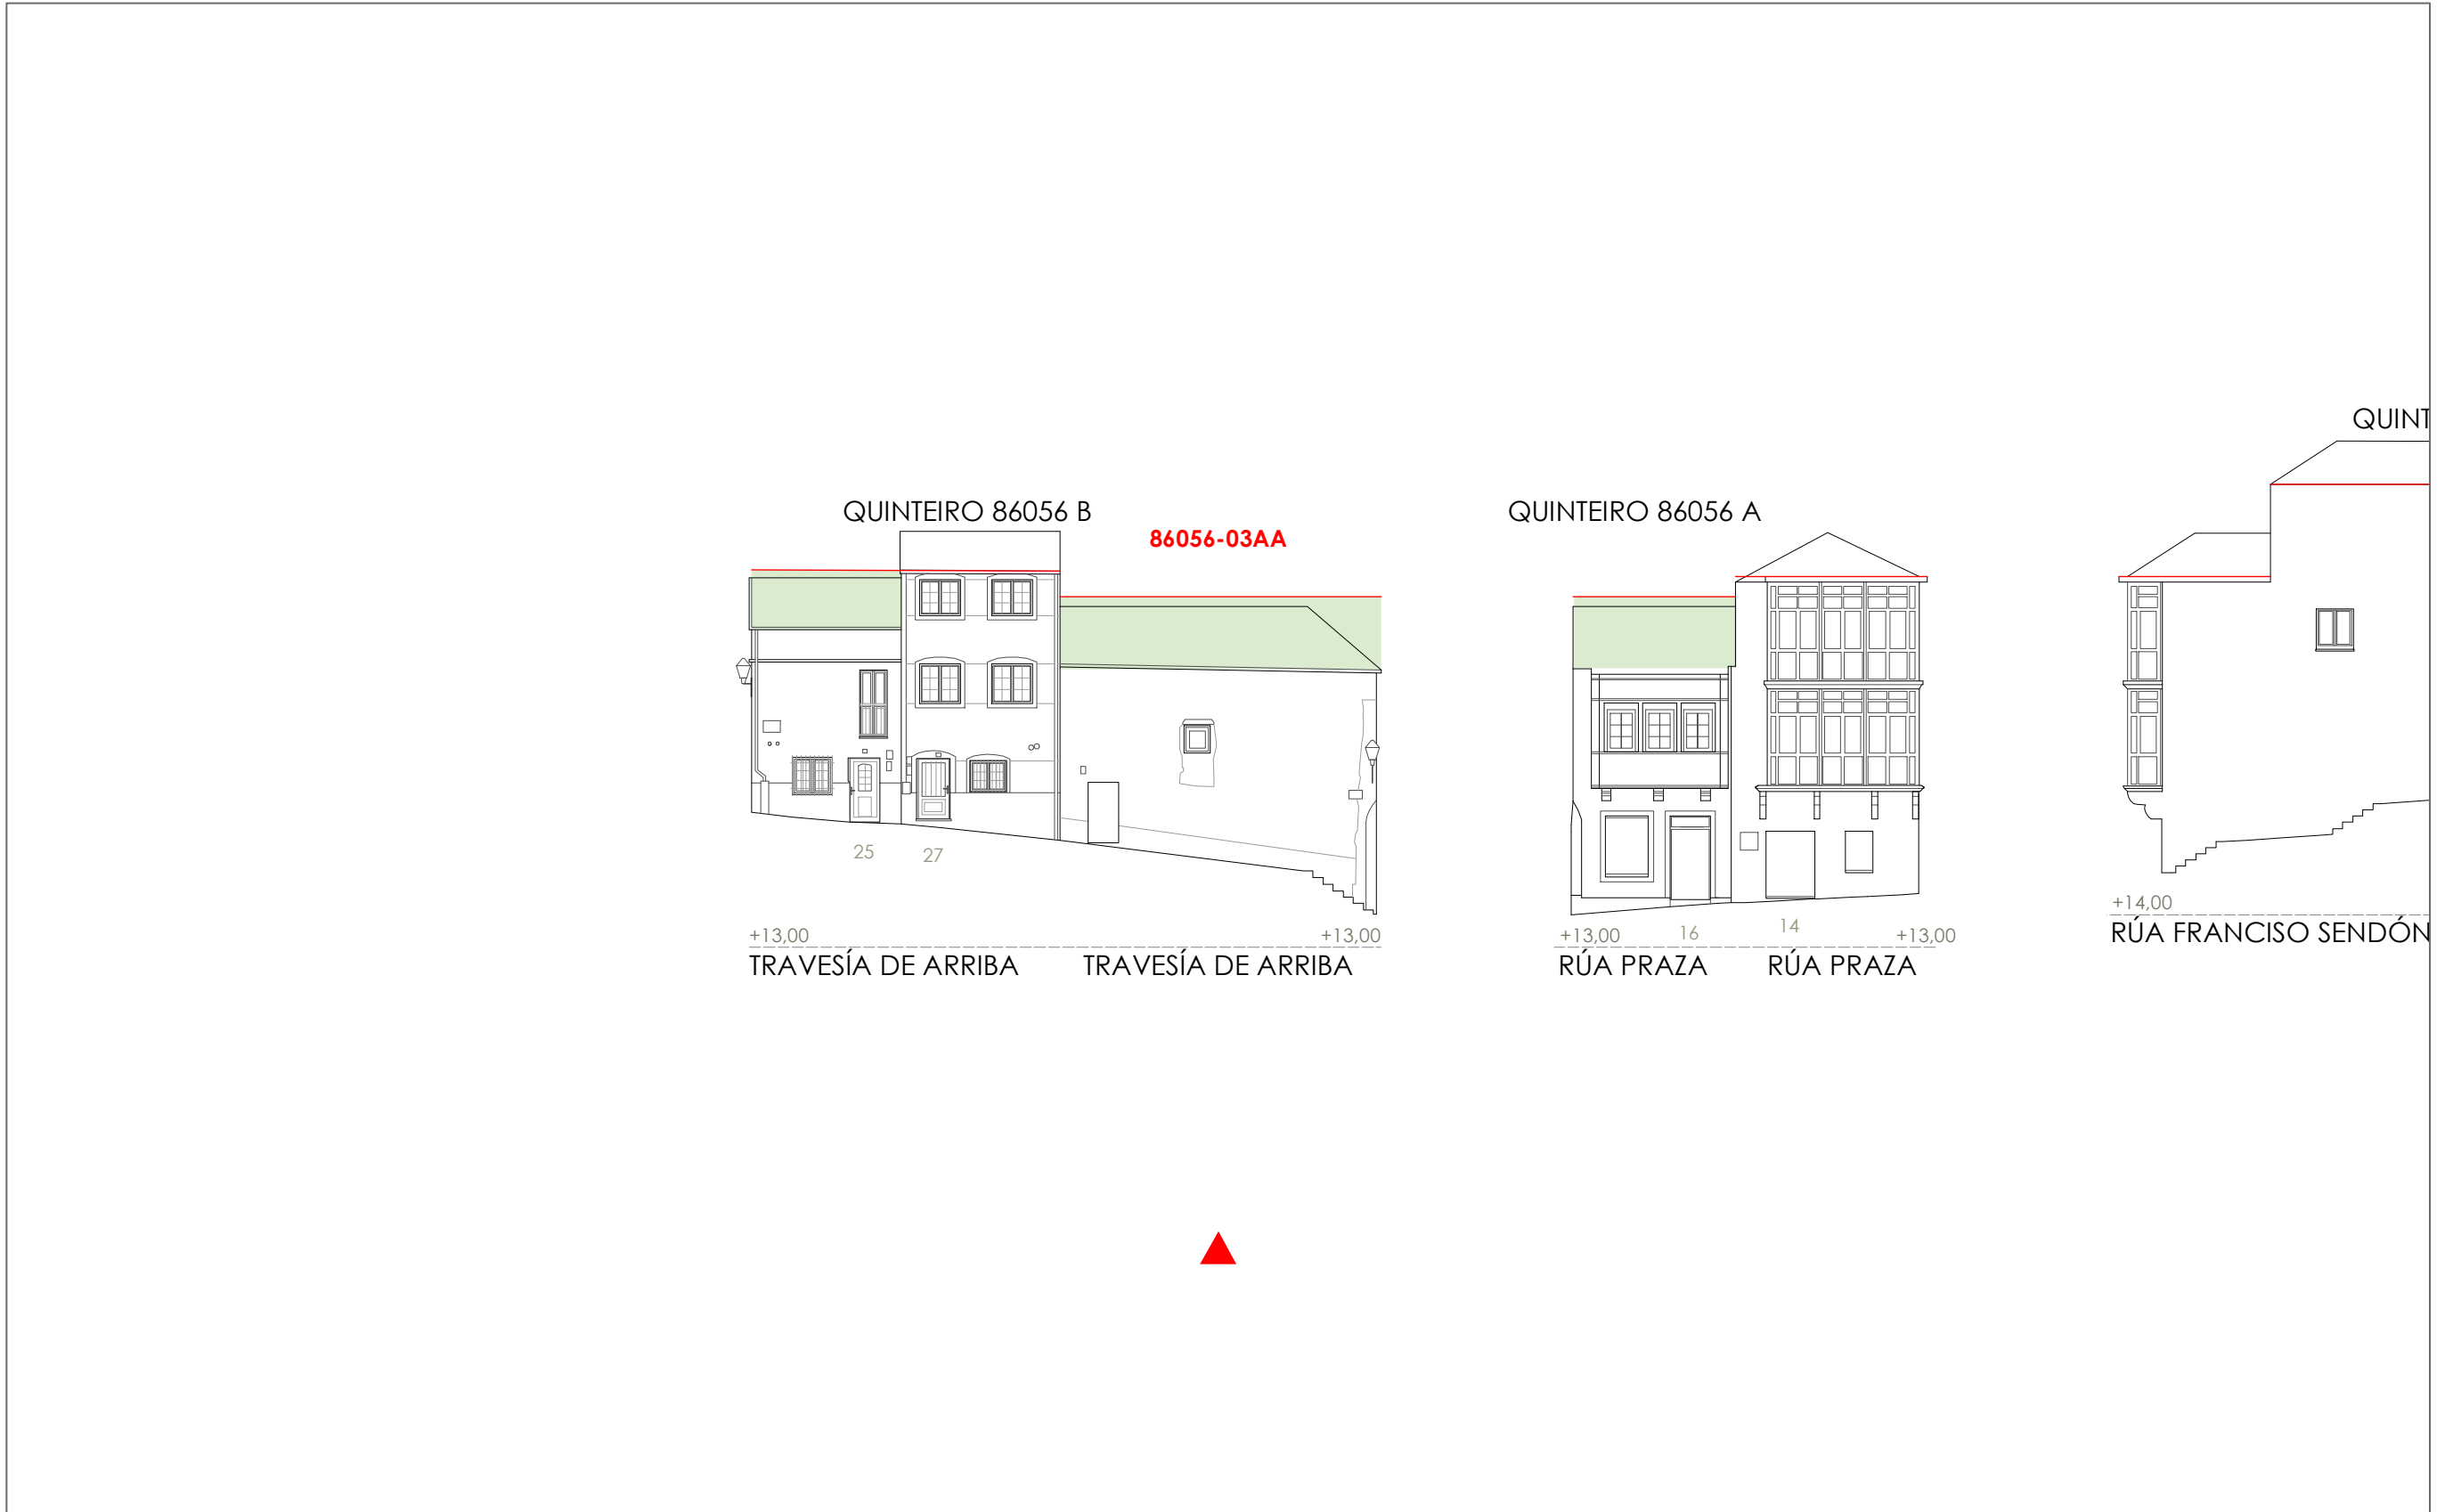 QUINT
QUINTEIRO 86056 B
QUINTEIRO 86056 A
86056-03AA
25
27
+14,00
RÚA FRANCISO SENDÓN
+13,00
+13,00
+13,00
16
14
+13,00
TRAVESÍA DE ARRIBA
TRAVESÍA DE ARRIBA
RÚA PRAZA
RÚA PRAZA